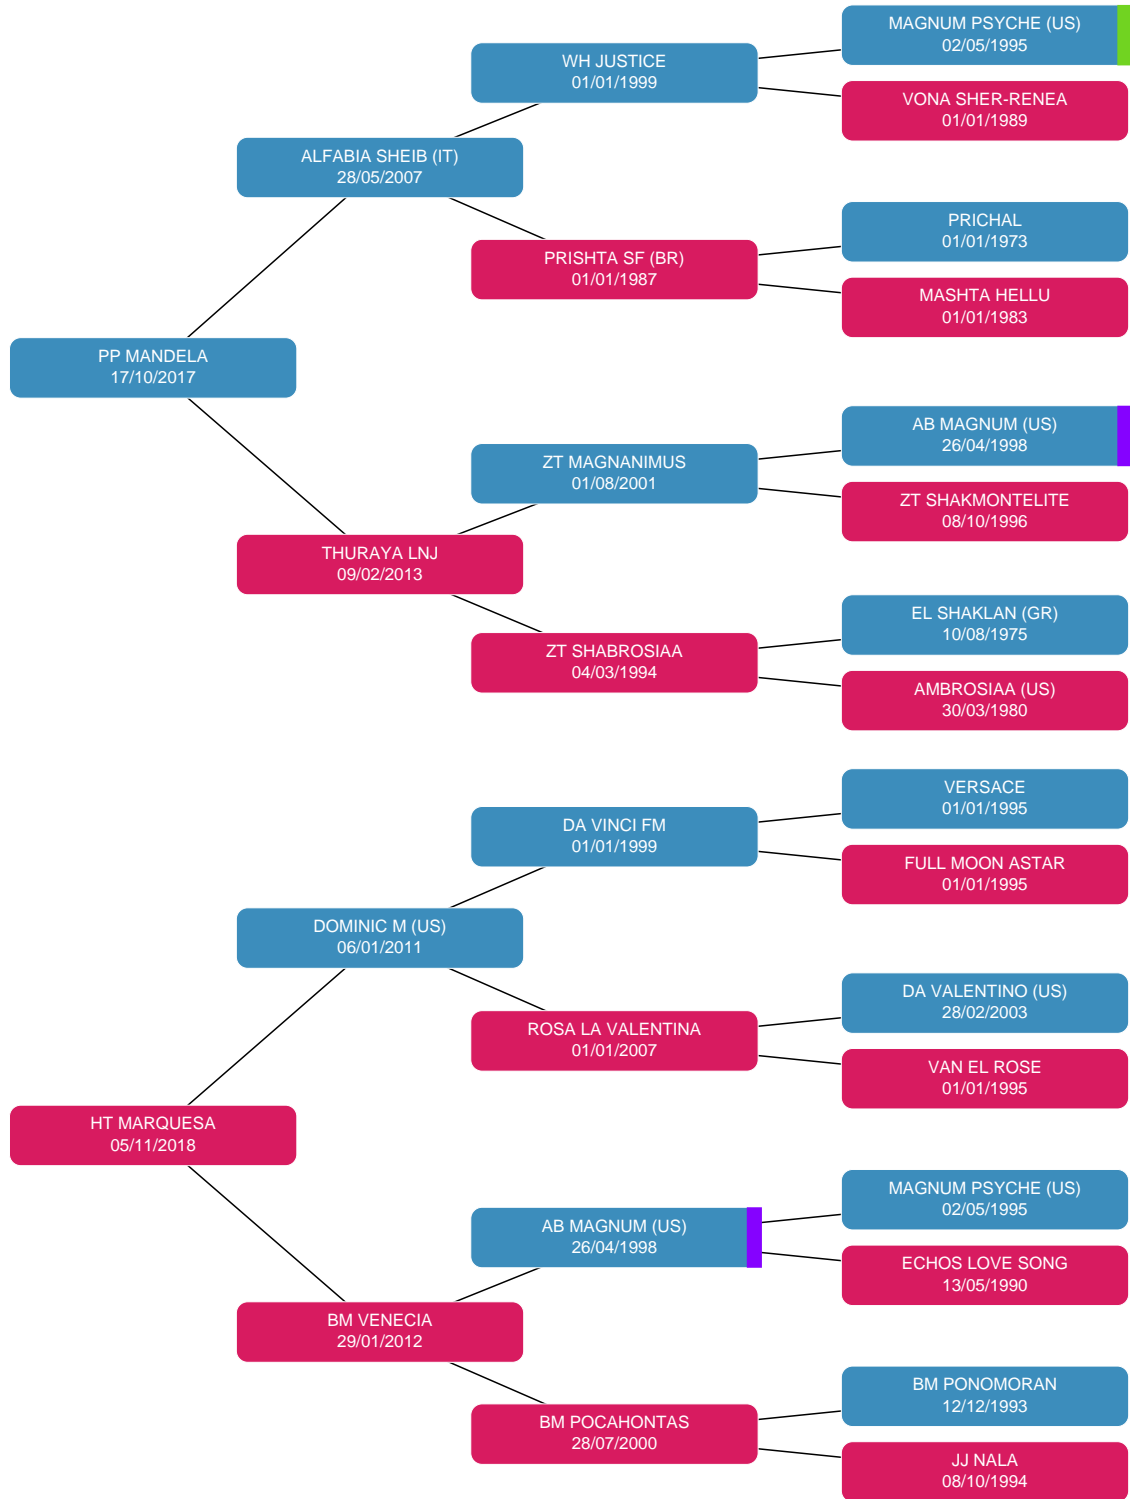 MAGNUM PSYCHE (US)
02/05/1995
WH JUSTICE
01/01/1999
VONA SHER-RENEA
01/01/1989
ALFABIA SHEIB (IT)
28/05/2007
PRICHAL
01/01/1973
PRISHTA SF (BR)
01/01/1987
MASHTA HELLU
01/01/1983
PP MANDELA
17/10/2017
AB MAGNUM (US)
26/04/1998
ZT MAGNANIMUS
01/08/2001
ZT SHAKMONTELITE
08/10/1996
THURAYA LNJ
09/02/2013
EL SHAKLAN (GR)
10/08/1975
ZT SHABROSIAA
04/03/1994
AMBROSIAA (US)
30/03/1980
VERSACE
01/01/1995
DA VINCI FM
01/01/1999
FULL MOON ASTAR
01/01/1995
DOMINIC M (US)
06/01/2011
DA VALENTINO (US)
28/02/2003
ROSA LA VALENTINA
01/01/2007
VAN EL ROSE
01/01/1995
HT MARQUESA
05/11/2018
MAGNUM PSYCHE (US)
02/05/1995
AB MAGNUM (US)
26/04/1998
ECHOS LOVE SONG
13/05/1990
BM VENECIA
29/01/2012
BM PONOMORAN
12/12/1993
BM POCAHONTAS
28/07/2000
JJ NALA
08/10/1994